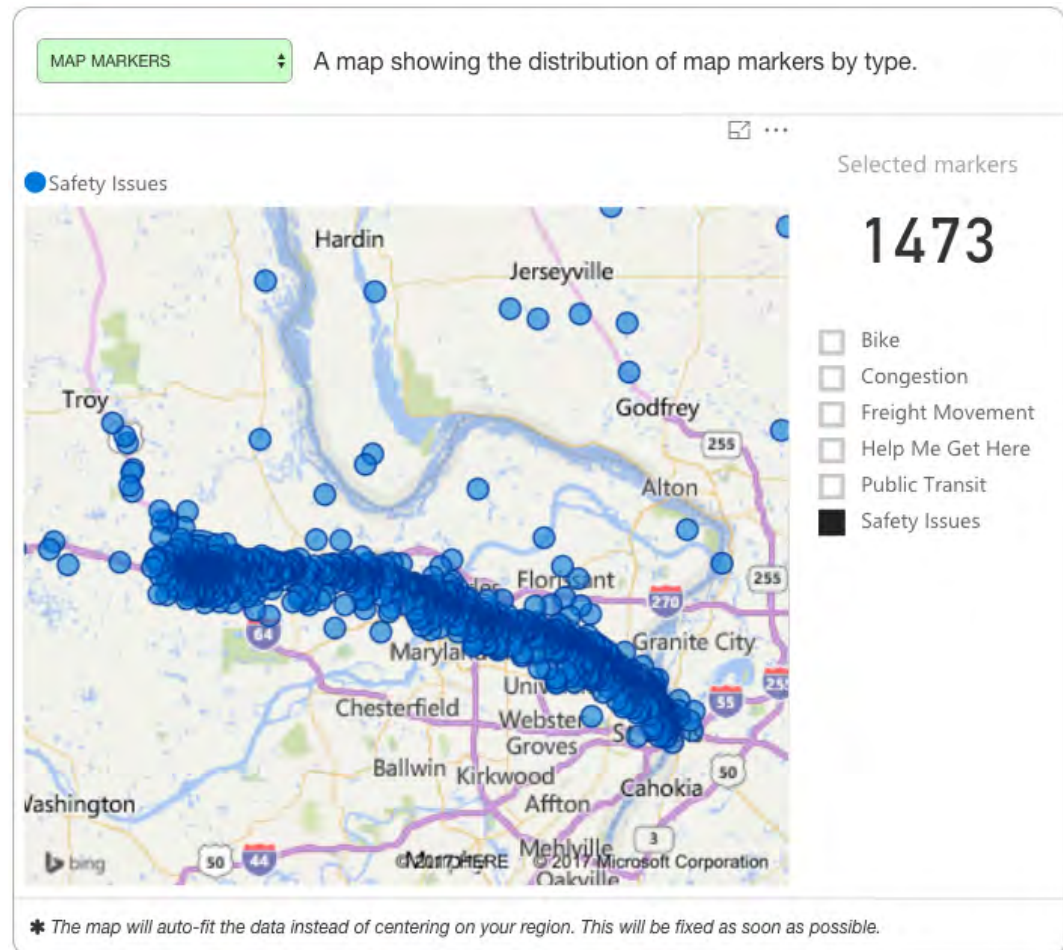 MAP MARKERS
A map showing the distribution of map markers by type.
Safety Issues
Selected markers
1473
Bike
Congestion
Freight Movement
Help Me Get Here
Public Transit
Safety Issues
Hardin
Jerseyville
Troy
Godfrey
255
Alton
Florissant
255
270
64
Granite City
Maryland
255
55
Chesterfield
Webster
Groves
Ballwin
Kirkwood
50
Cahokia
Washington
Affton
Mehlville
3
bing
50
44
© 2017 HERE © 2017 Microsoft Corporation
Oakville
✱ The map will auto-fit the data instead of centering on your region. This will be fixed as soon as possible.